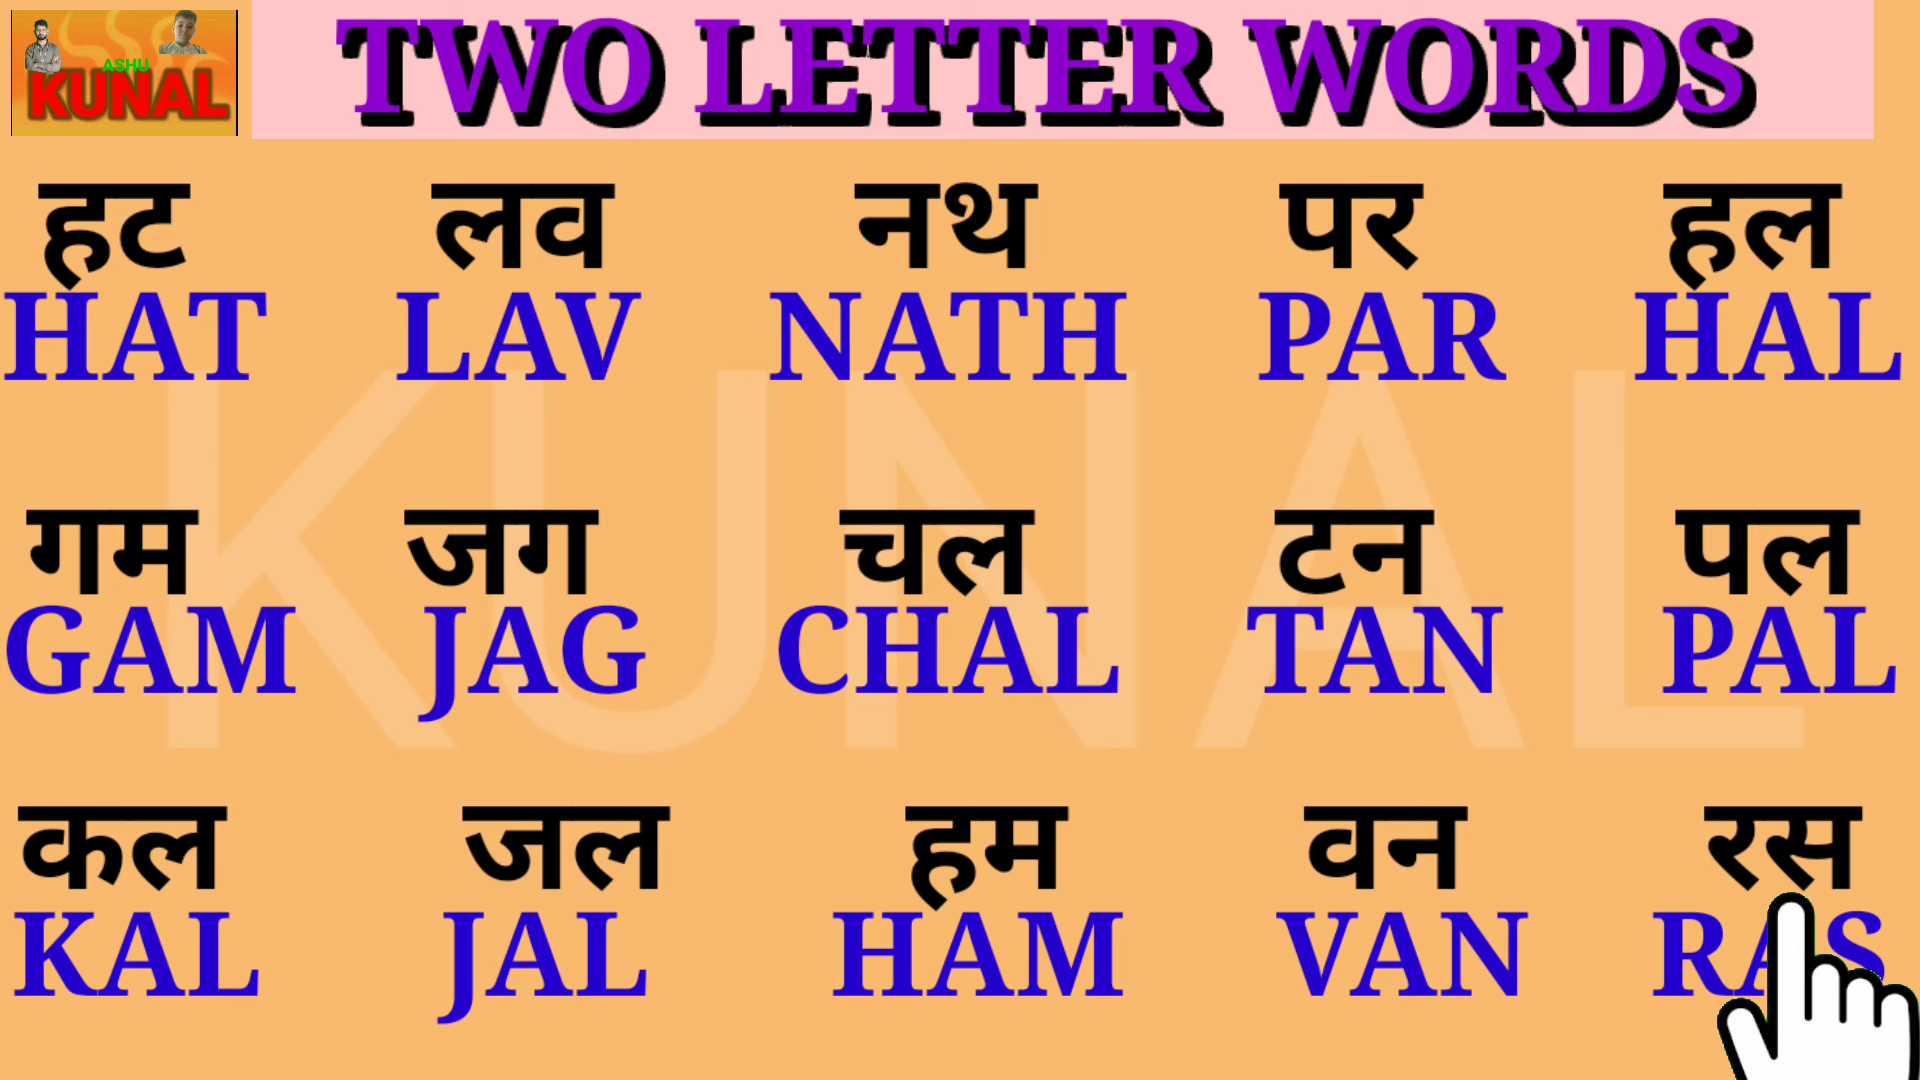 ASHU
KUNAL
TWO LETTER WORDS
हट लव नथ पर हल
HAT LAV NATH PAR HAL
गम जग चल टन पल
GAM JAG CHAL TAN PAL
कल जल हम वन रस
KAL JAL HAM VAN RAS
KUNAL